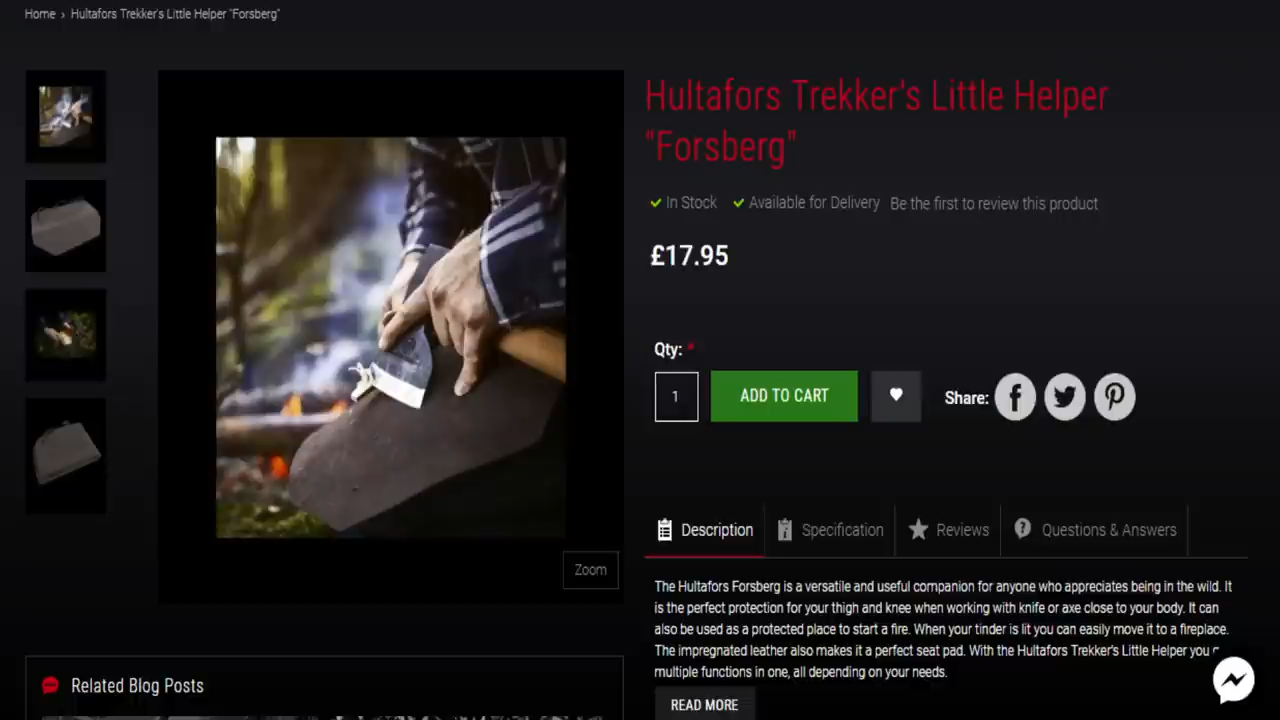 Home › Hultafors Trekker's Little Helper "Forsberg"
Hultafors Trekker's Little Helper
"Forsberg"
In Stock Available for Delivery Be the first to review this product
£17.95
Qty: *
1 ADD TO CART Share:
Description Specification Reviews Questions & Answers
The Hultafors Forsberg is a versatile and useful companion for anyone who appreciates being in the wild. It
is the perfect protection for your thigh and knee when working with knife or axe close to your body. It can
also be used as a protected place to start a fire. When your tinder is lit you can easily move it to a fireplace.
The impregnated leather also makes it a perfect seat pad. With the Hultafors Trekker's Little Helper you
multiple functions in one, all depending on your needs.
READ MORE
Zoom
Related Blog Posts